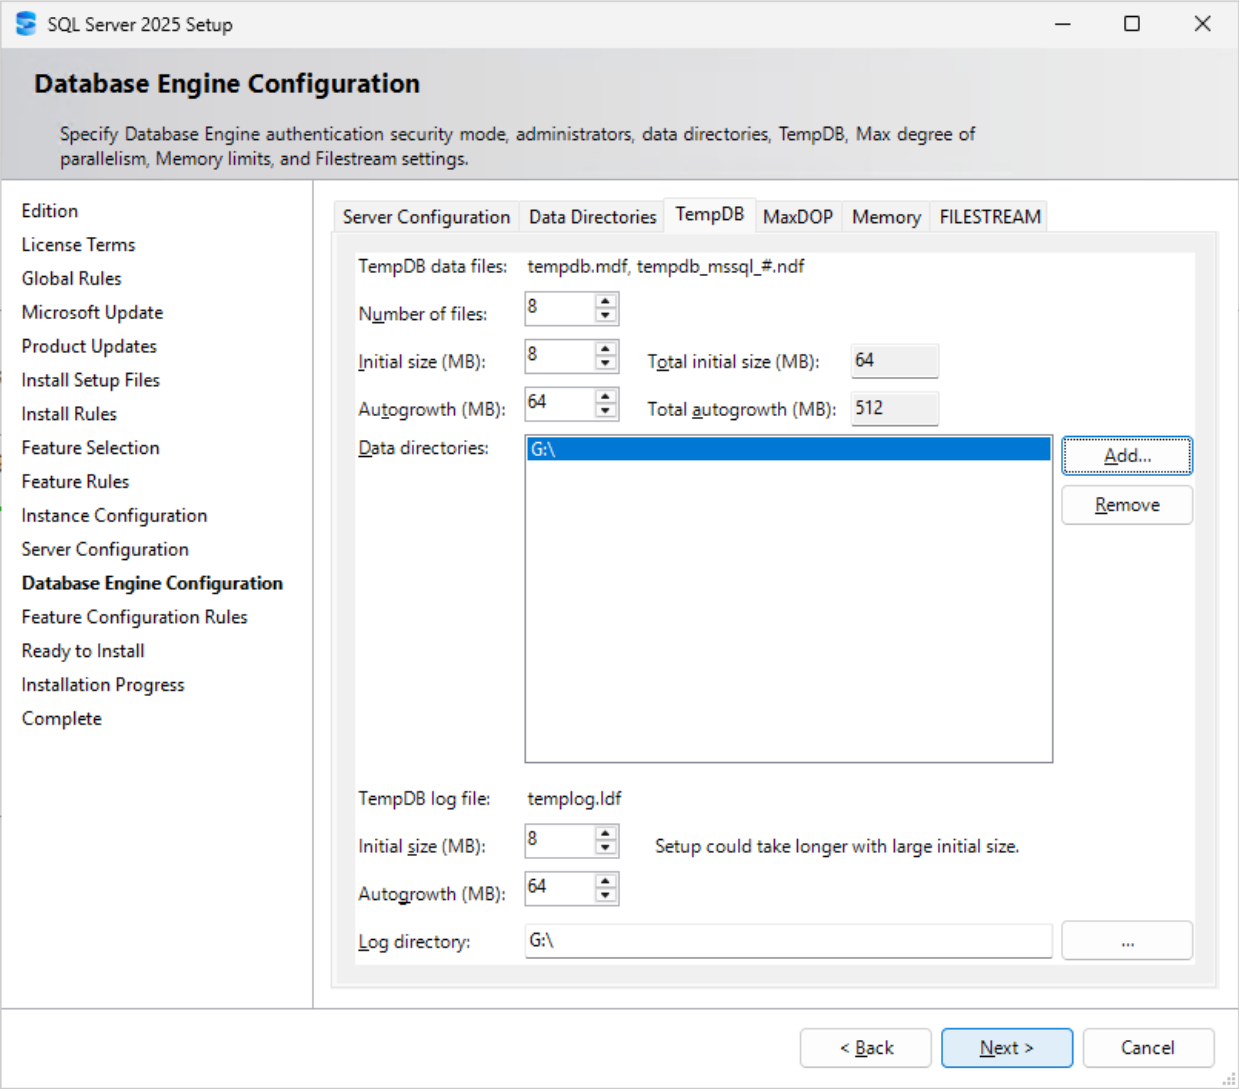 SQL Server 2025 Setup
Database Engine Configuration
Specify Database Engine authentication security mode, administrators, data directories, TempDB, Max degree of
parallelism, Memory limits, and Filestream settings.
Edition
License Terms
Global Rules
Microsoft Update
Product Updates
Install Setup Files
Install Rules
Feature Selection
Feature Rules
Instance Configuration
Server Configuration
Database Engine Configuration
Feature Configuration Rules
Ready to Install
Installation Progress
Complete
Server Configuration Data Directories TempDB MaxDOP Memory FILESTREAM
TempDB data files: tempdb.mdf, tempdb_mssql_#.ndf
Number of files: 8
Initial size (MB): 8 Total initial size (MB): 64
Autogrowth (MB): 64 Total autogrowth (MB): 512
Data directories: G:\ Add...
Remove
TempDB log file: templog.ldf
Initial size (MB): 8 Setup could take longer with large initial size.
Autogrowth (MB): 64
Log directory: G:\ ...
< Back Next > Cancel